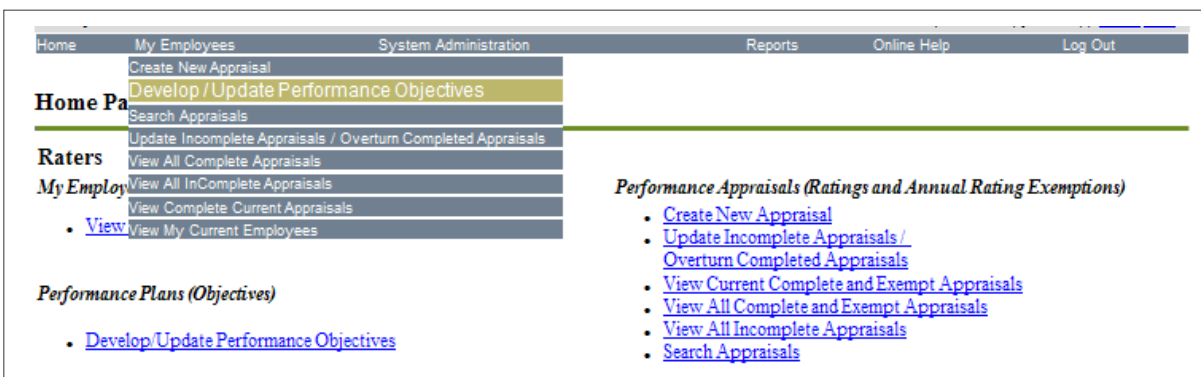 Home My Employees System Administration Reports Online Help Log Out
Create New Appraisal
Develop / Update Performance Objectives
Search Appraisals
Update Incomplete Appraisals / Overturn Completed Appraisals
View All Complete Appraisals
View All InComplete Appraisals
View Complete Current Appraisals
View My Current Employees
Home Pa
Raters
My Employ
View
Performance Plans (Objectives)
Develop/Update Performance Objectives
Performance Appraisals (Ratings and Annual Rating Exemptions)
Create New Appraisal
Update Incomplete Appraisals /
Overturn Completed Appraisals
View Current Complete and Exempt Appraisals
View All Complete and Exempt Appraisals
View All Incomplete Appraisals
Search Appraisals